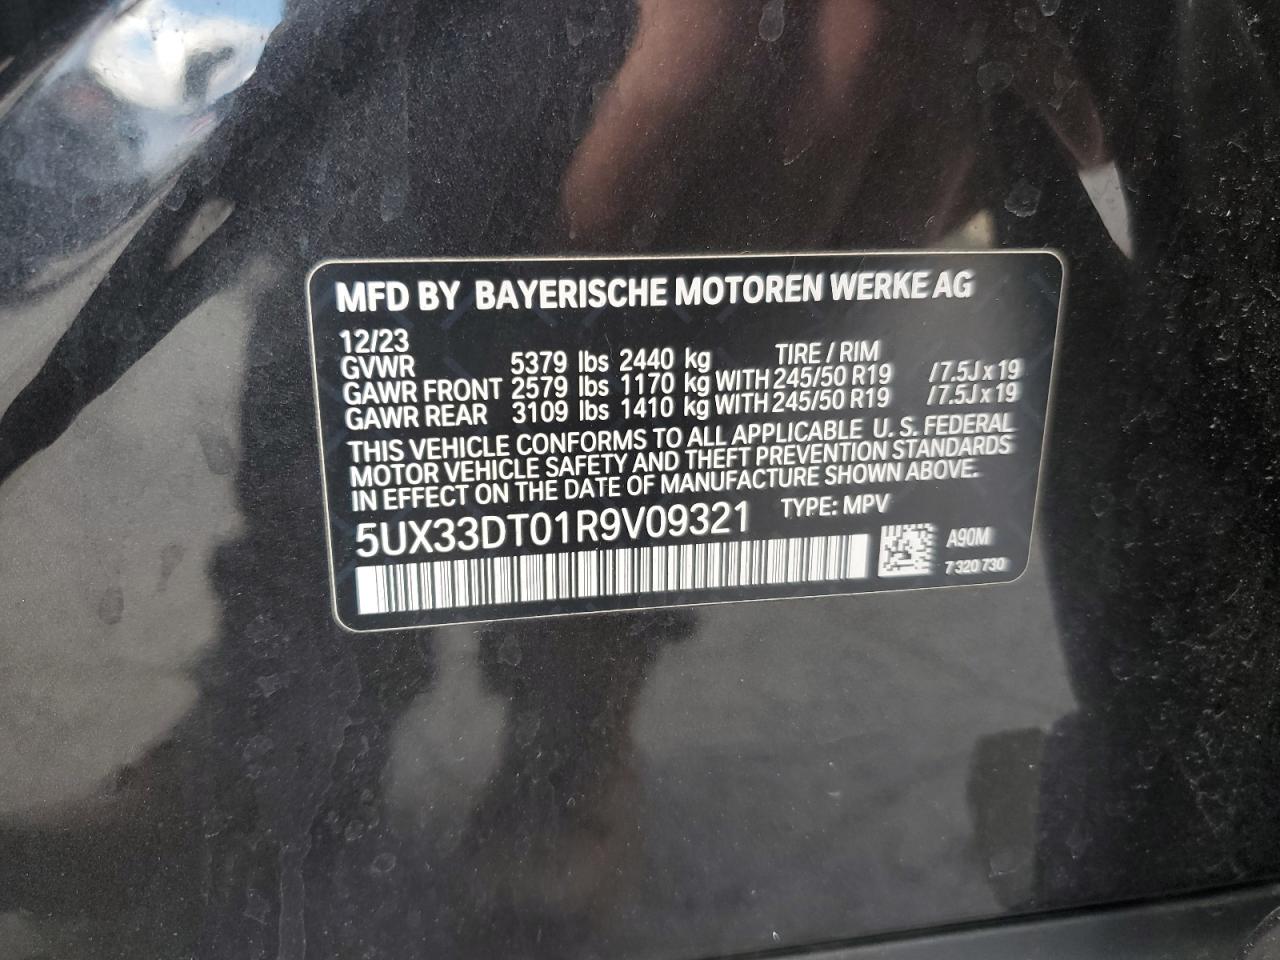 MFD BY BAYERISCHE MOTOREN WERKE AG
12/23 TIRE / RIM
GVWR 5379 lbs 2440 kg
GAWR FRONT 2579 lbs 1170 kg WITH 245/50 R19 /7.5J x 19
GAWR REAR 3109 lbs 1410 kg WITH 245/50 R19 /7.5J x 19
THIS VEHICLE CONFORMS TO ALL APPLICABLE U. S. FEDERAL
MOTOR VEHICLE SAFETY AND THEFT PREVENTION STANDARDS
IN EFFECT ON THE DATE OF MANUFACTURE SHOWN ABOVE.
5UX33DT01R9V09321 TYPE: MPV
A90M
7 320 730